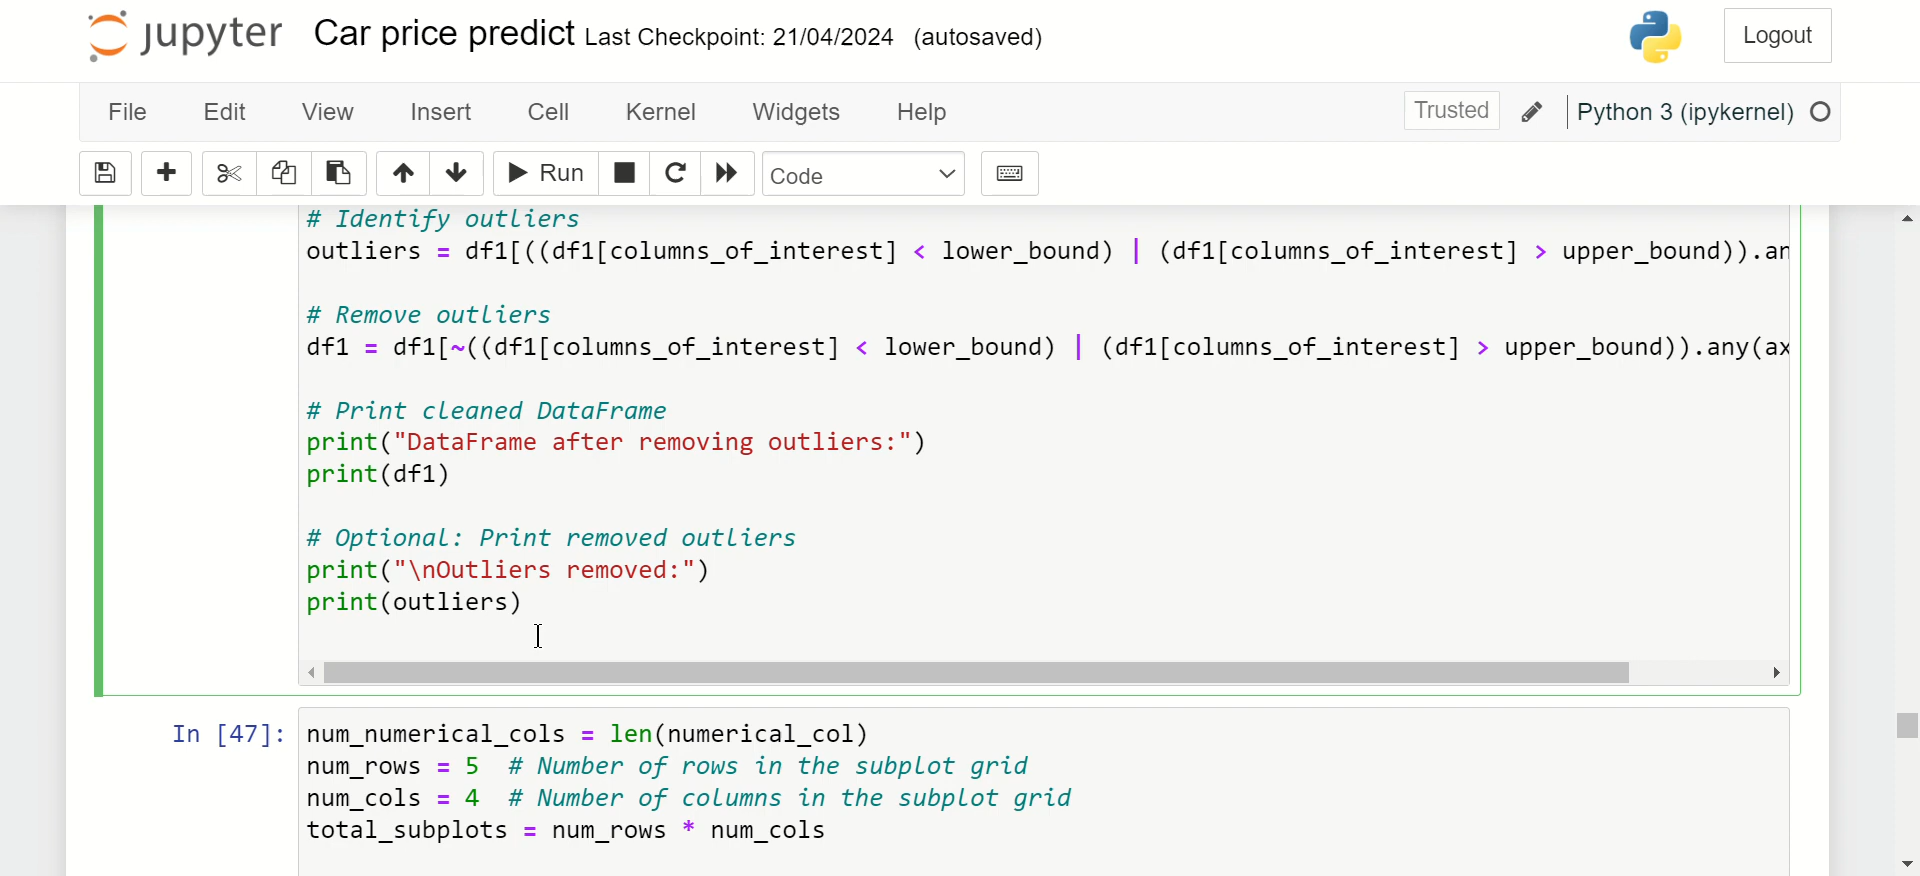 jupyter Car price predict Last Checkpoint: 21/04/2024 (autosaved) Logout
File Edit View Insert Cell Kernel Widgets Help Trusted Python 3 (ipykernel)
Run Code
# Identify outliers
outliers = df1[((df1[columns_of_interest] < lower_bound) | (df1[columns_of_interest] > upper_bound)).an
# Remove outliers
df1 = df1[~((df1[columns_of_interest] < lower_bound) | (df1[columns_of_interest] > upper_bound)).any(ax
# Print cleaned DataFrame
print("DataFrame after removing outliers:")
print(df1)
# Optional: Print removed outliers
print("\nOutliers removed:")
print(outliers)
In [47]: num_numerical_cols = len(numerical_col)
num_rows = 5 # Number of rows in the subplot grid
num_cols = 4 # Number of columns in the subplot grid
total_subplots = num_rows * num_cols